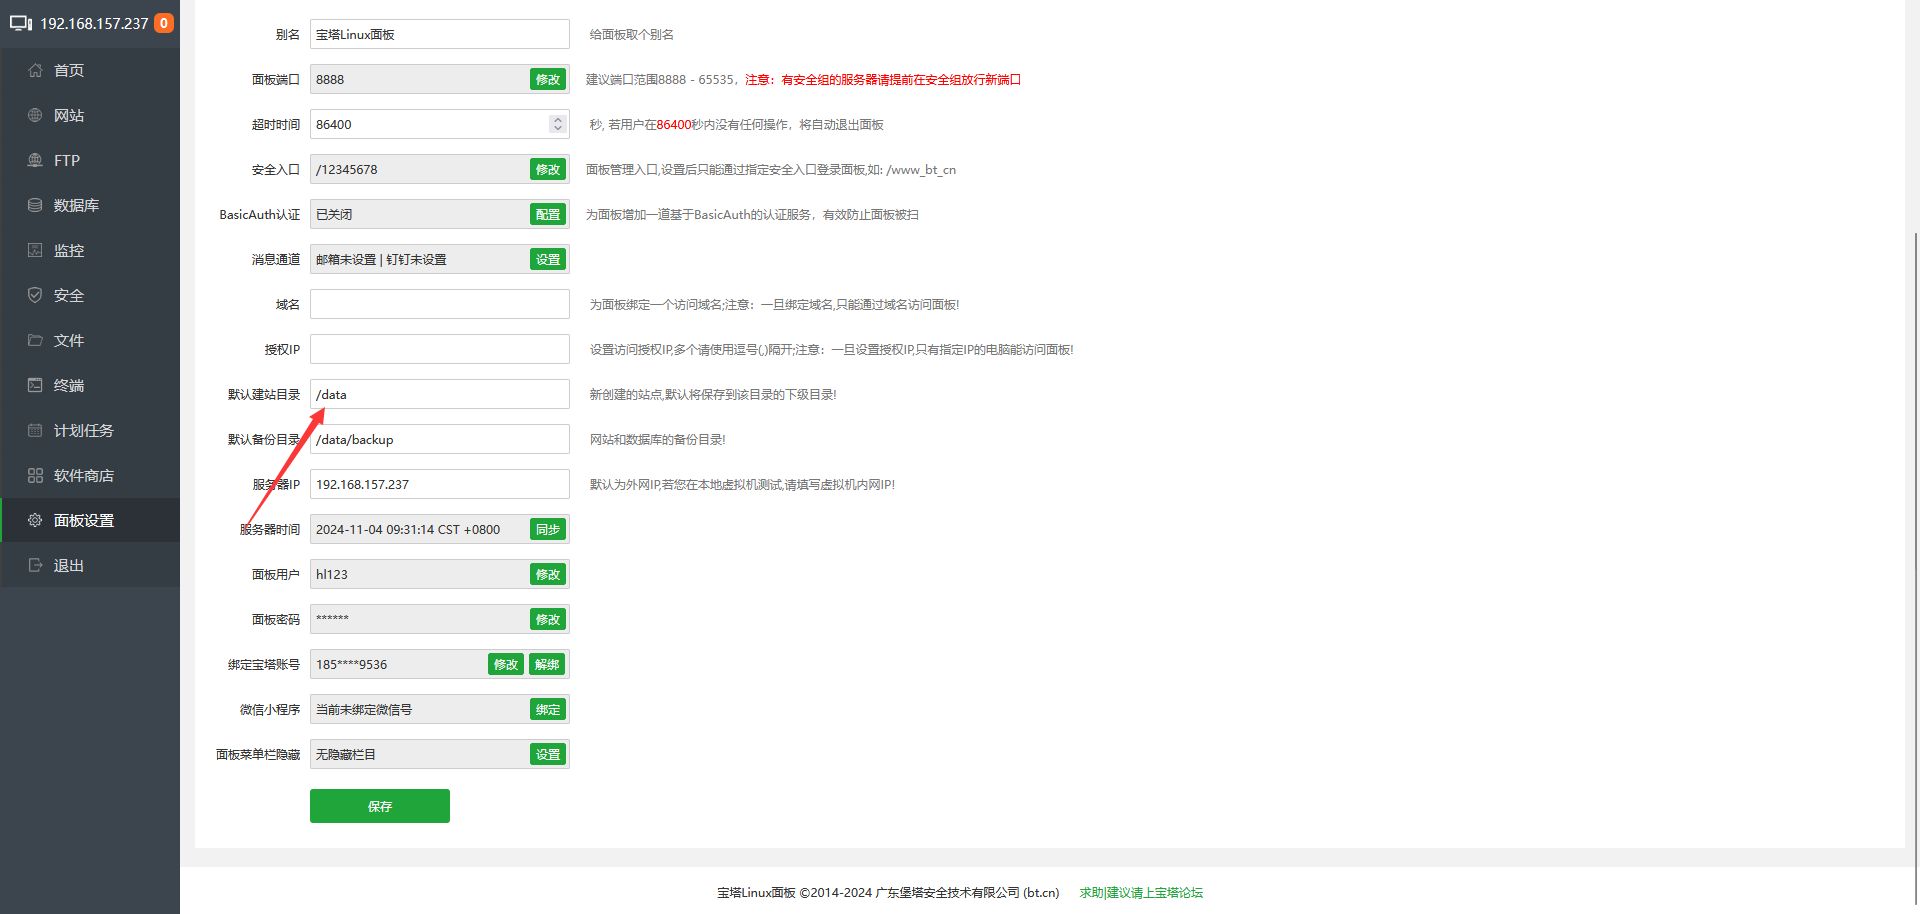 192.168.157.237 0
首页
网站
FTP
数据库
监控
安全
文件
终端
计划任务
软件商店
面板设置
退出
别名 宝塔Linux面板 给面板取个别名
面板端口 8888 修改 建议端口范围8888 - 65535，注意：有安全组的服务器请提前在安全组放行新端口
超时时间 86400 秒, 若用户在86400秒内没有任何操作，将自动退出面板
安全入口 /12345678 修改 面板管理入口,设置后只能通过指定安全入口登录面板,如: /www_bt_cn
BasicAuth认证 已关闭 配置 为面板增加一道基于BasicAuth的认证服务，有效防止面板被扫
消息通道 邮箱未设置 | 钉钉未设置 设置
域名 为面板绑定一个访问域名;注意：一旦绑定域名,只能通过域名访问面板!
授权IP 设置访问授权IP,多个请使用逗号(,)隔开;注意：一旦设置授权IP,只有指定IP的电脑能访问面板!
默认建站目录 /data 新创建的站点,默认将保存到该目录的下级目录!
默认备份目录 /data/backup 网站和数据库的备份目录!
服务器IP 192.168.157.237 默认为外网IP,若您在本地虚拟机测试,请填写虚拟机内网IP!
服务器时间 2024-11-04 09:31:14 CST +0800 同步
面板用户 hl123 修改
面板密码 ****** 修改
绑定宝塔账号 185****9536 修改 解绑
微信小程序 当前未绑定微信号 绑定
面板菜单栏隐藏 无隐藏栏目 设置
保存
宝塔Linux面板 ©2014-2024 广东堡塔安全技术有限公司 (bt.cn) 求助|建议请上宝塔论坛